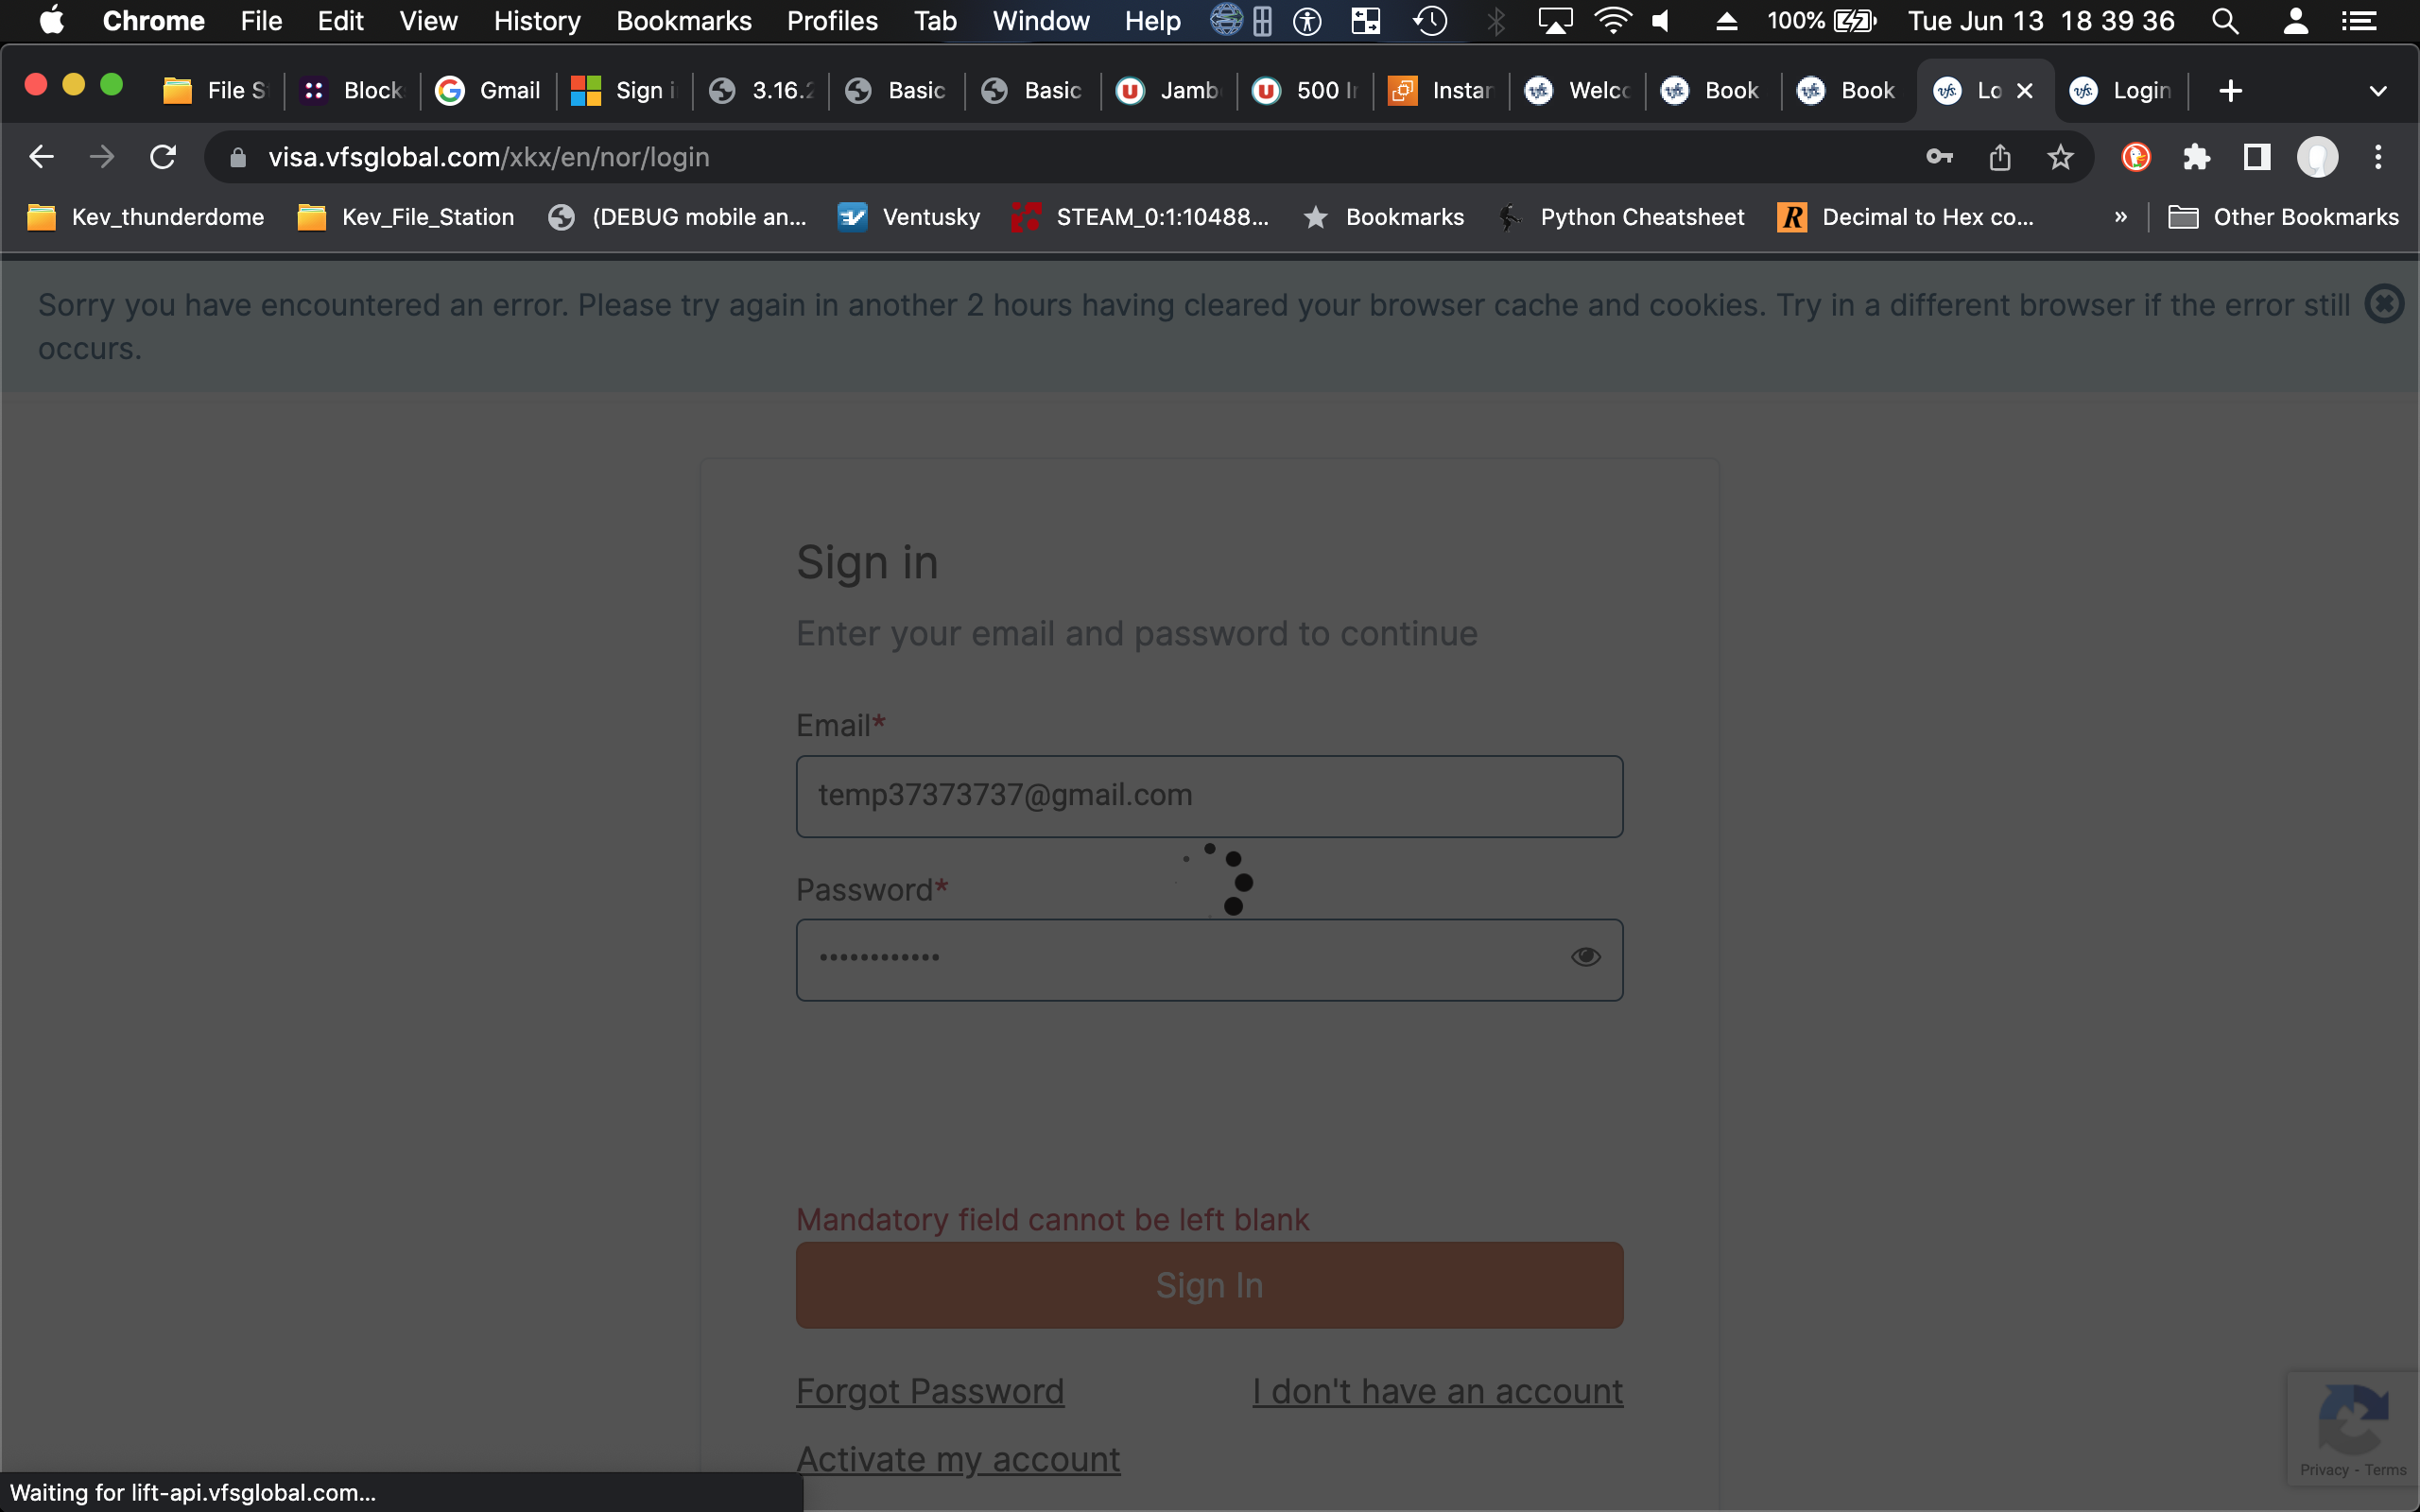 Chrome File Edit View History Bookmarks Profiles Tab Window Help 100% Tue Jun 13 18 39 36
File S Block Gmail Sign i 3.16.2 Basic Basic Jamb 500 I Instan Welco Book Book Lo Login
visa.vfsglobal.com/xkx/en/nor/login
Kev_thunderdome Kev_File_Station (DEBUG mobile an... Ventusky STEAM_0:1:10488... Bookmarks Python Cheatsheet R Decimal to Hex co... » Other Bookmarks
Sorry you have encountered an error. Please try again in another 2 hours having cleared your browser cache and cookies. Try in a different browser if the error still
occurs.
Sign in
Enter your email and password to continue
Email*
temp37373737@gmail.com
Password*
••••••••••••
Mandatory field cannot be left blank
Sign In
Forgot Password I don't have an account
Activate my account
Privacy - Terms
Waiting for lift-api.vfsglobal.com...